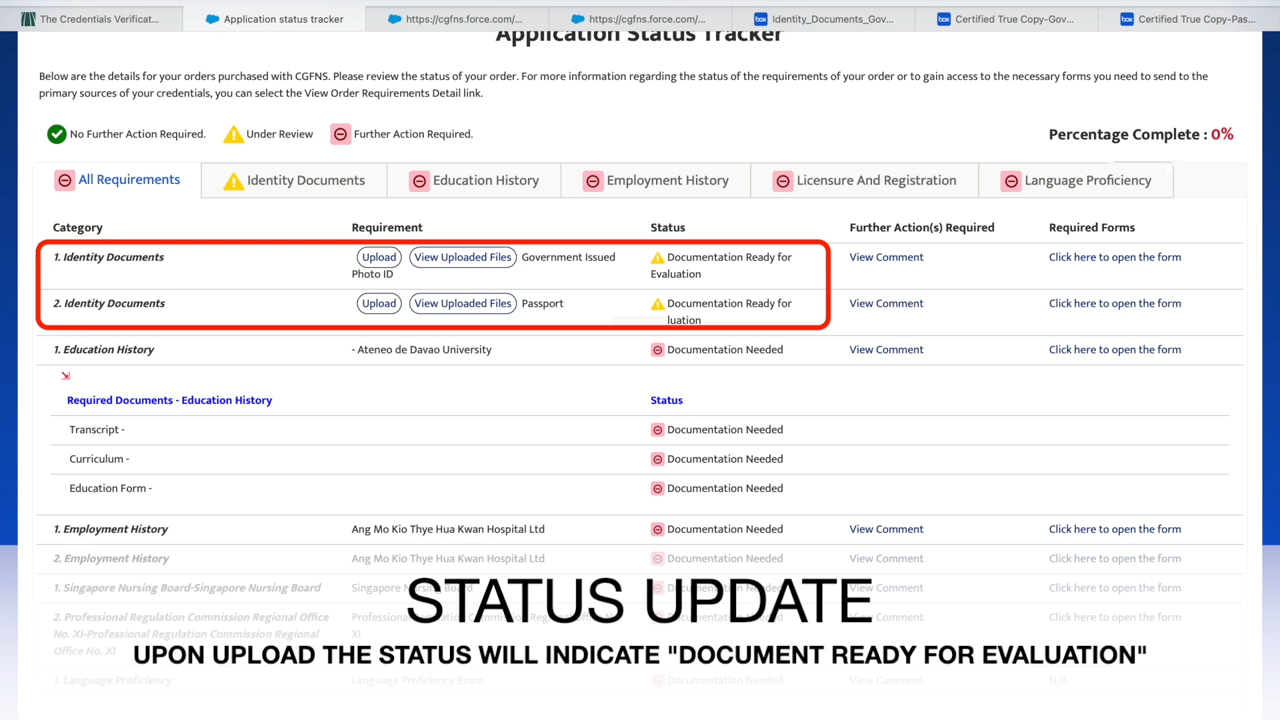 The Credentials Verificat...
Application status tracker
https://cgfns.force.com/...
https://cgfns.force.com/...
Identity_Documents_Gov...
Certified True Copy-Gov...
Certified True Copy-Pas...
Application Status Tracker
Below are the details for your orders purchased with CGFNS. Please review the status of your order. For more information regarding the status of the requirements of your order or to gain access to the necessary forms you need to send to the
primary sources of your credentials, you can select the View Order Requirements Detail link.
No Further Action Required. Under Review Further Action Required. Percentage Complete : 0%
All Requirements Identity Documents Education History Employment History Licensure And Registration Language Proficiency
Category Requirement Status Further Action(s) Required Required Forms
1. Identity Documents Upload View Uploaded Files Government Issued Documentation Ready for View Comment Click here to open the form
Photo ID Evaluation
2. Identity Documents Upload View Uploaded Files Passport Documentation Ready for View Comment Click here to open the form
luation
1. Education History - Ateneo de Davao University Documentation Needed View Comment Click here to open the form
Required Documents - Education History Status
Transcript - Documentation Needed
Curriculum - Documentation Needed
Education Form - Documentation Needed
1. Employment History Ang Mo Kio Thye Hua Kwan Hospital Ltd Documentation Needed View Comment Click here to open the form
2. Employment History Ang Mo Kio Thye Hua Kwan Hospital Ltd Documentation Needed View Comment Click here to open the form
1. Singapore Nursing Board-Singapore Nursing Board Singapore Documentation Needed View Comment Click here to open the form
STATUS UPDATE
2. Professional Regulation Commission Regional Office View Comment Click here to open the form
No. XI-Professional Regulation Commission Regional XI
Office No. XI
UPON UPLOAD THE STATUS WILL INDICATE "DOCUMENT READY FOR EVALUATION"
1. Language Proficiency Language Proficiency Exam Documentation Needed View Comment N/A